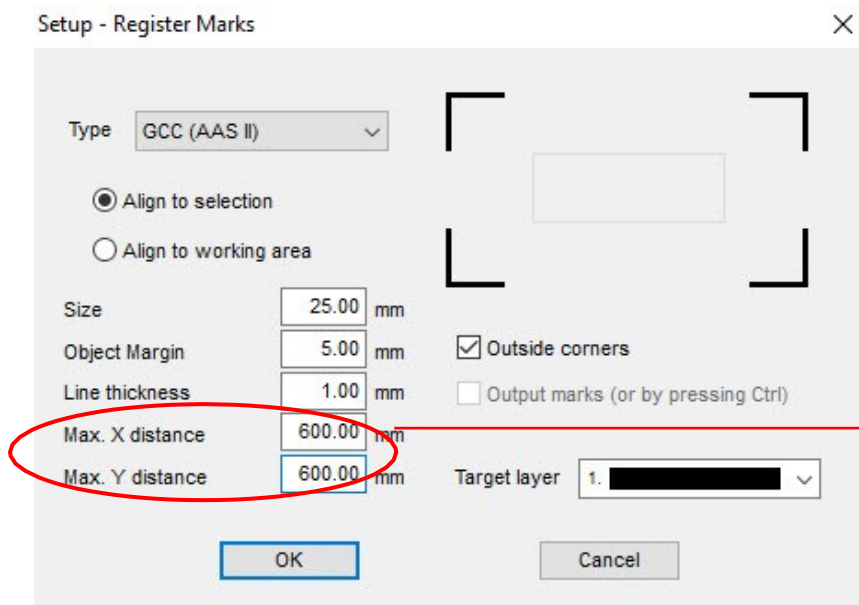 Setup - Register Marks
Type GCC (AAS II)
Align to selection
Align to working area
Size 25.00 mm
Object Margin 5.00 mm
Outside corners
Line thickness 1.00 mm
Output marks (or by pressing Ctrl)
Max. X distance 600.00 mm
Max. Y distance 600.00 mm
Target layer 1.
OK Cancel